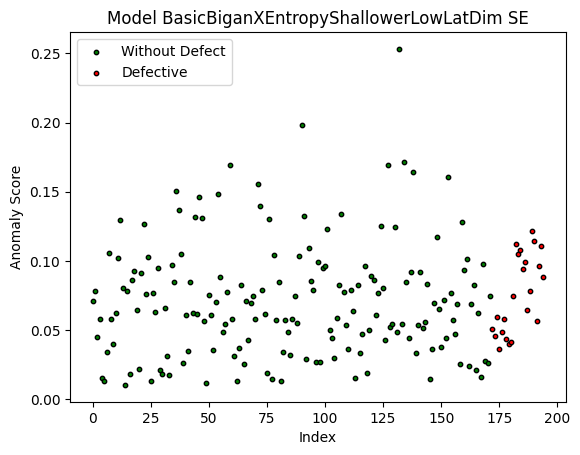 Model BasicBiganXEntropyShallowerLowLatDim SE
Without Defect
Defective
Anomaly Score
0.25
0.20
0.15
0.10
0.05
0.00
0 25 50 75 100 125 150 175 200
Index